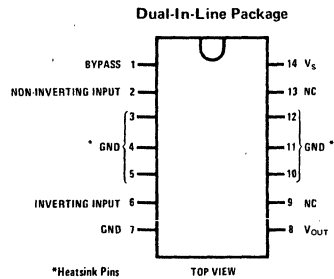 Dual-In-Line Package
BYPASS 1 14 VS
NON-INVERTING INPUT 2 13 NC
3 12
* GND 4 11 GND *
5 10
INVERTING INPUT 6 9 NC
GND 7 8 VOUT
*Heatsink Pins TOP VIEW